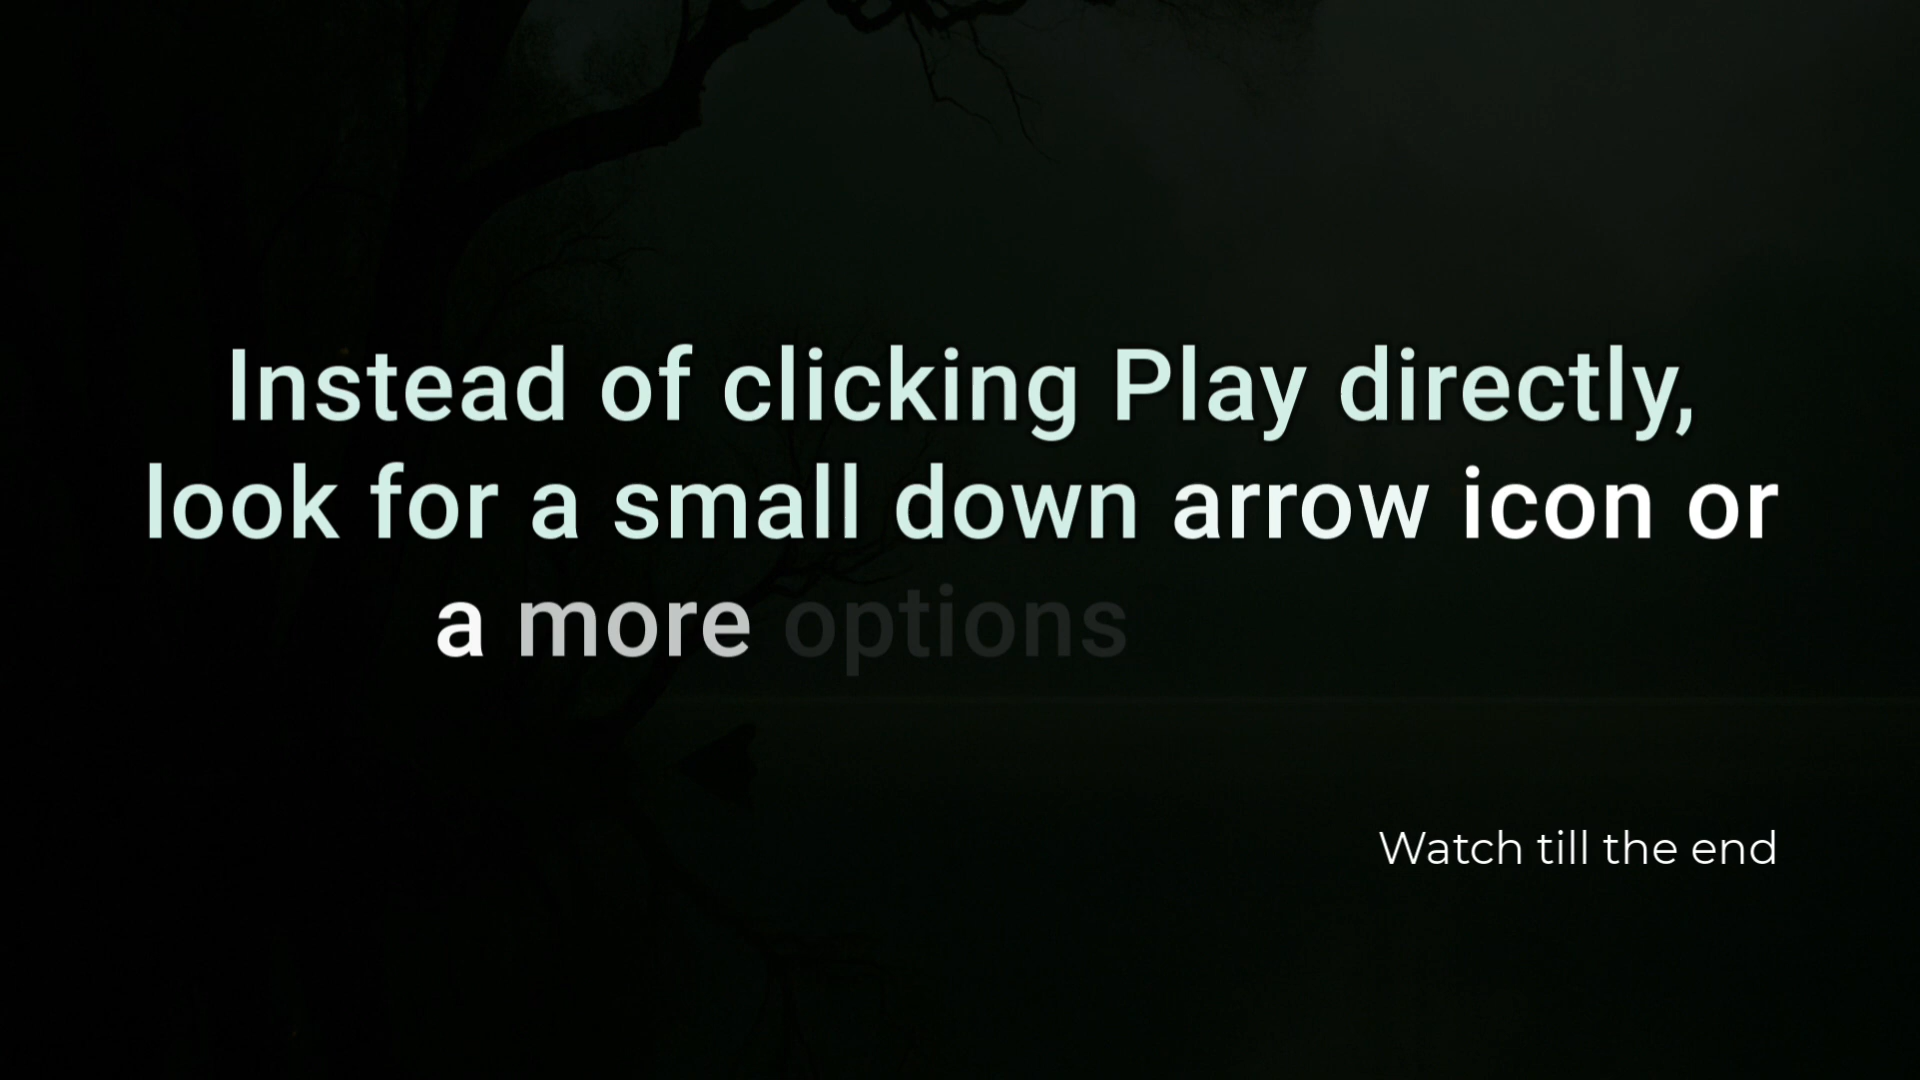 Instead of clicking Play directly,
look for a small down arrow icon or
a more options
Watch till the end